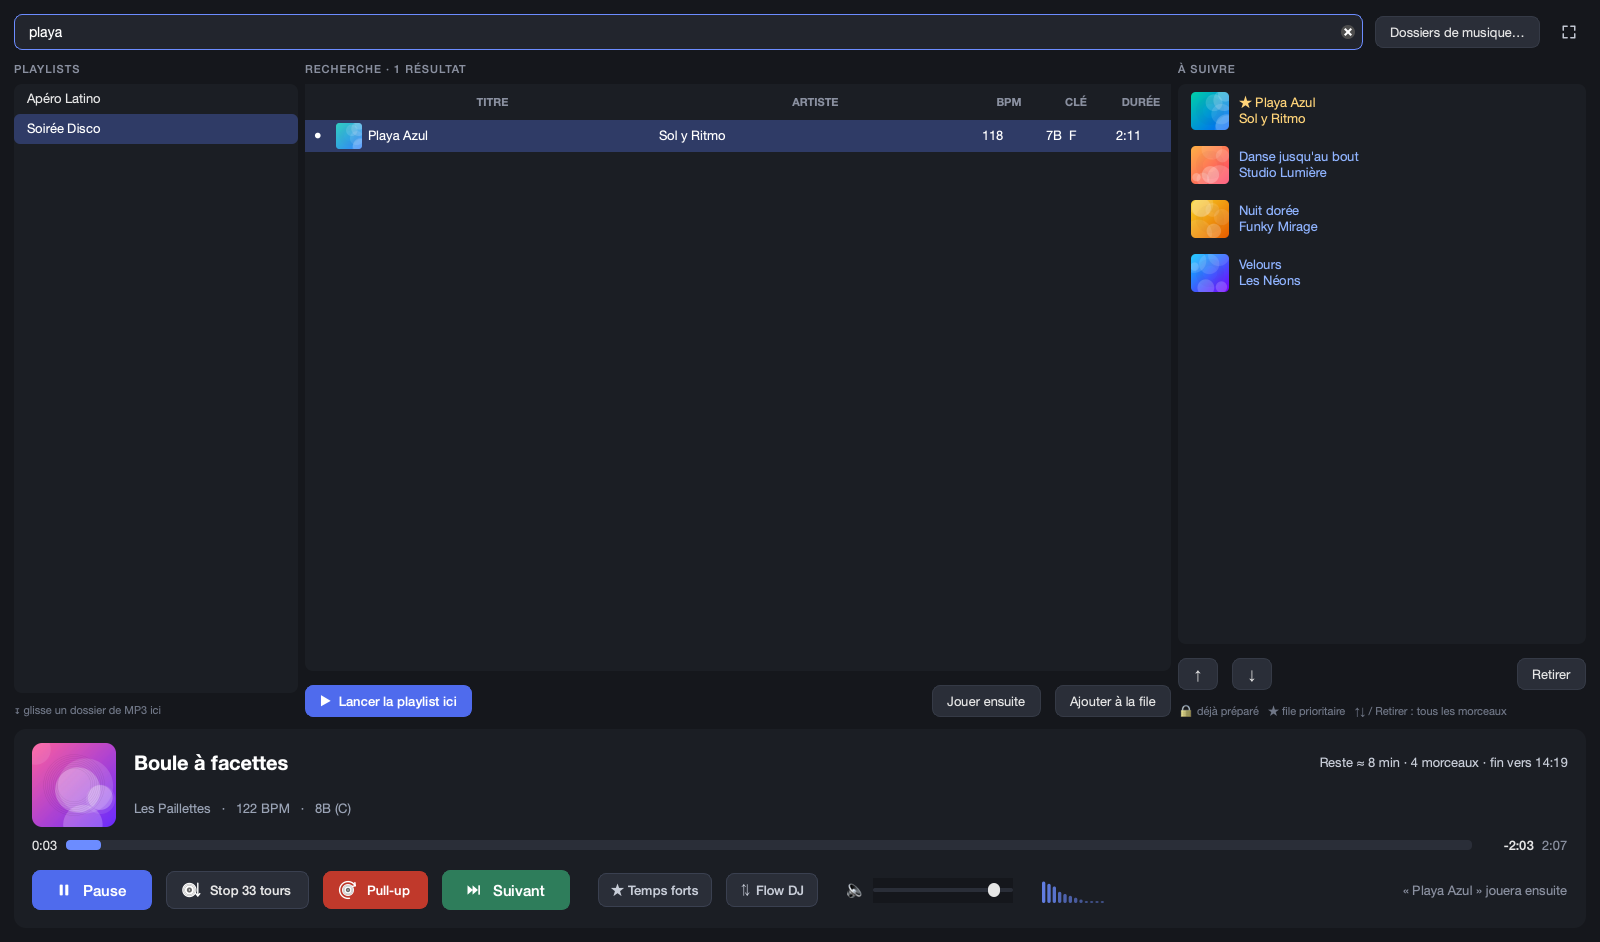 playa
Dossiers de musique…
PLAYLISTS
Apéro Latino
Soirée Disco
↧ glisse un dossier de MP3 ici
RECHERCHE · 1 RÉSULTAT
TITRE ARTISTE BPM CLÉ DURÉE
Playa Azul Sol y Ritmo 118 7B F 2:11
Lancer la playlist ici
Jouer ensuite
Ajouter à la file
À SUIVRE
★ Playa Azul
Sol y Ritmo
Danse jusqu'au bout
Studio Lumière
Nuit dorée
Funky Mirage
Velours
Les Néons
↑ ↓ Retirer
🔒 déjà préparé ★ file prioritaire ↑↓ / Retirer : tous les morceaux
Boule à facettes
Reste ≈ 8 min · 4 morceaux · fin vers 14:19
Les Paillettes · 122 BPM · 8B (C)
0:03 -2:03 2:07
Pause
Stop 33 tours
Pull-up
Suivant
★ Temps forts
⇅ Flow DJ
« Playa Azul » jouera ensuite